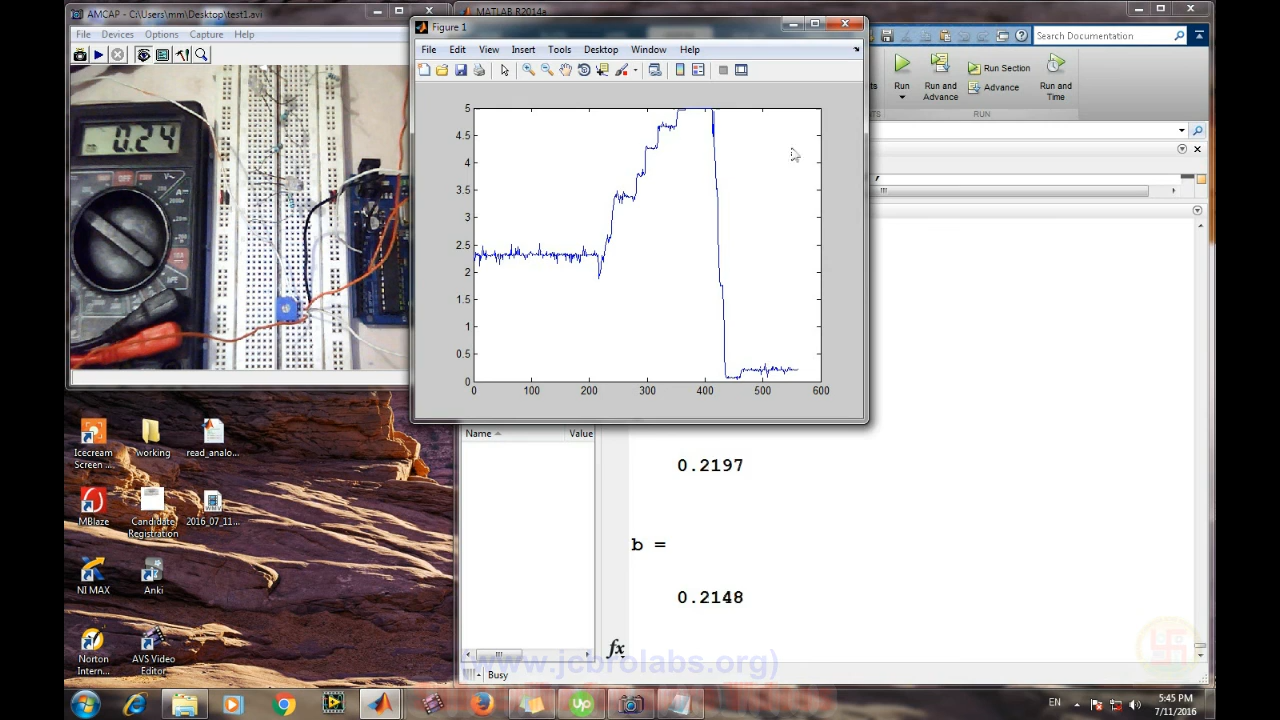 AMCAP - C:\Users\mm\Desktop\test1.avi
File Devices Options Capture Help
0.24
OFF
MATLAB R2014a
Search Documentation
Run
Run and
Advance
Run Section
Advance
Run and
Time
RUN
Figure 1
File Edit View Insert Tools Desktop Window Help
5
4.5
4
3.5
3
2.5
2
1.5
1
0.5
0
0 100 200 300 400 500 600
Name Value
0.2197
b =
0.2148
fx
Busy
Icecream
Screen ...
working
read_analo...
MBlaze
Candidate
Registration
2016_07_11...
NI MAX
Anki
Norton
Intern...
AVS Video
Editor
(www.jcbrolabs.org)
EN
5:45 PM
7/11/2016